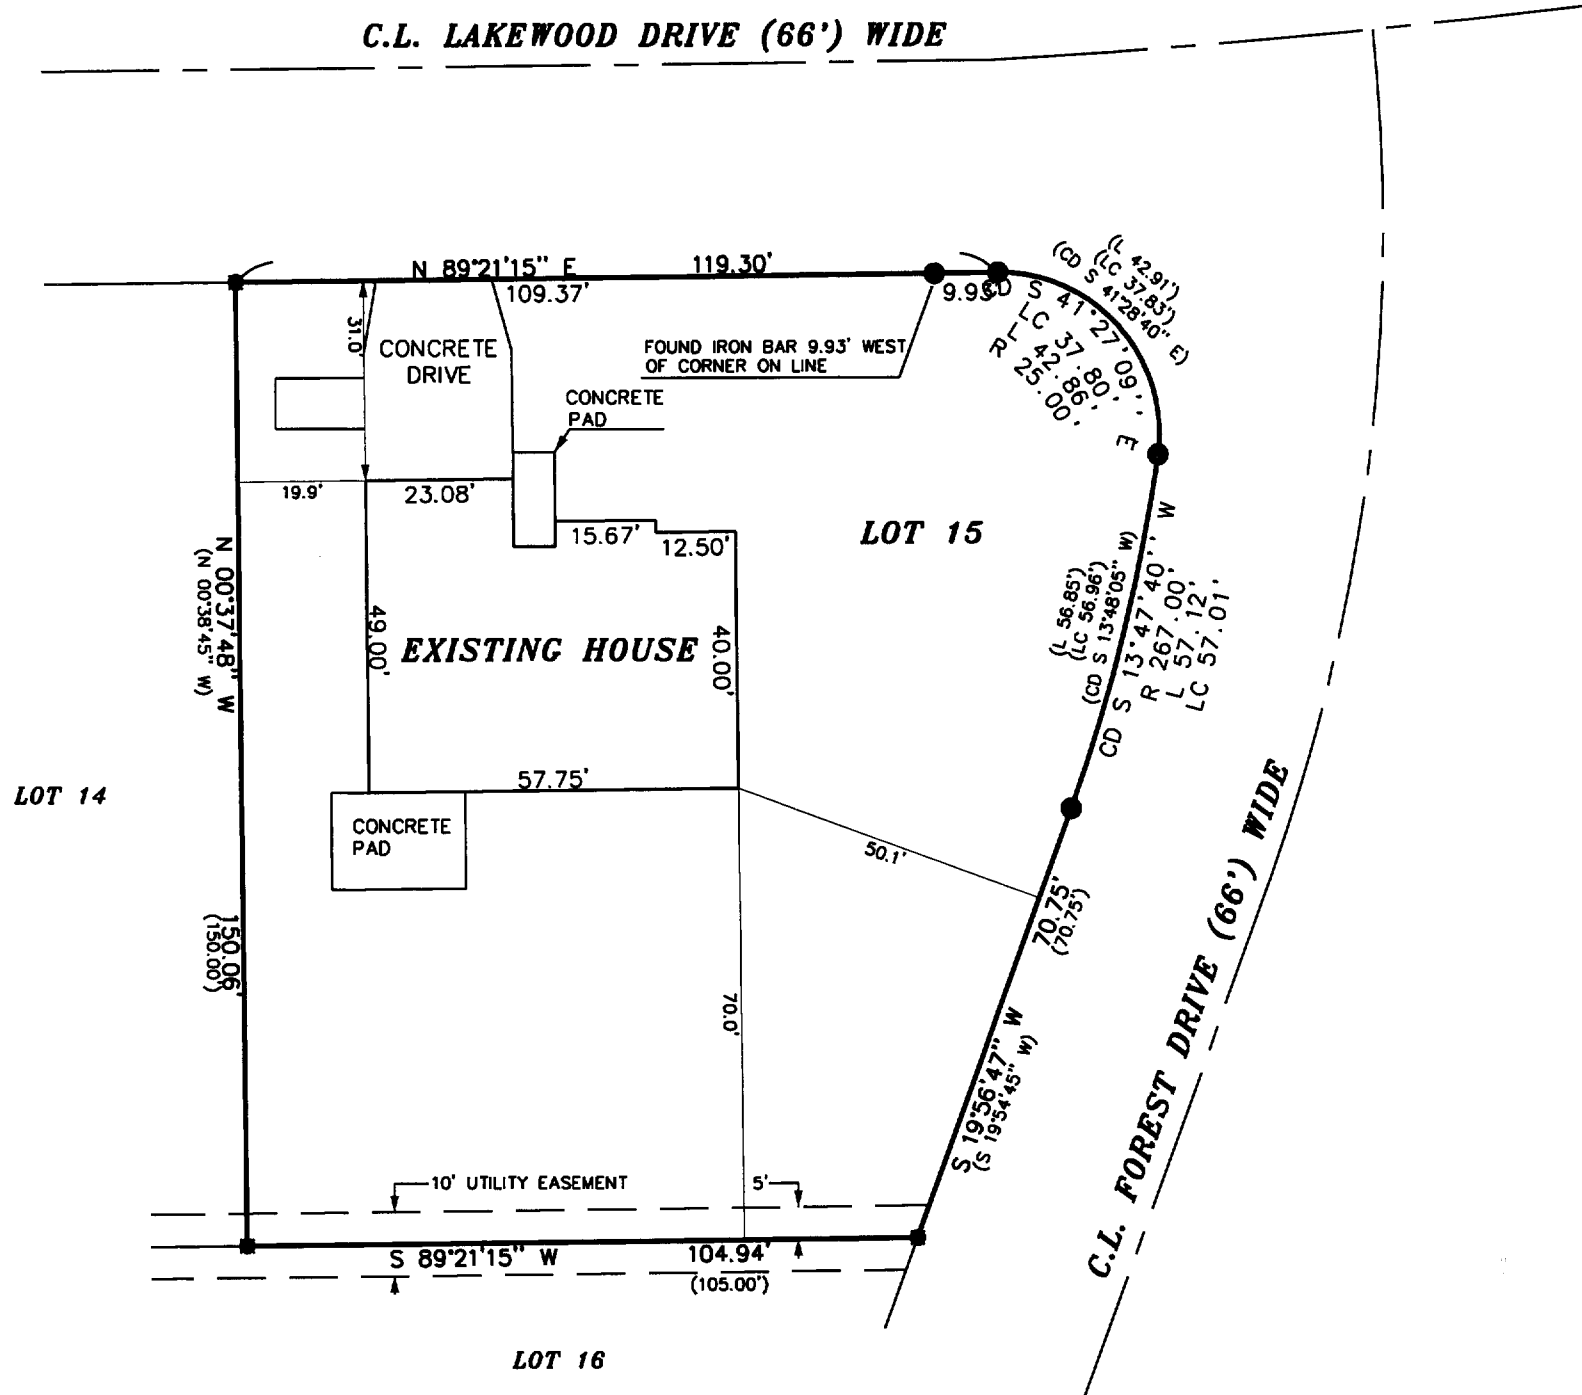 C.L. LAKEWOOD DRIVE (66') WIDE
N 89°21'15" E
119.30'
109.37'
9.93'
(L 42.91')
(LC 37.83')
(CD S 41°28'40" E)
CD S 41°27'09'' E
LC 37.80'
L 42.86'
R 25.00'
31.0'
CONCRETE
DRIVE
FOUND IRON BAR 9.93' WEST
OF CORNER ON LINE
CONCRETE
PAD
19.9'
23.08'
15.67'
12.50'
LOT 15
N 00°37'48" W
(N 00°38'45" W)
49.00'
EXISTING HOUSE
40.00'
(L 56.85')
(LC 56.96')
(CD S 13°48'05" W)
CD S 13°47'40'' W
R 267.00'
L 57.12'
LC 57.01'
57.75'
LOT 14
CONCRETE
PAD
50.1'
70.75'
(70.75')
C.L. FOREST DRIVE (66') WIDE
150.06'
(150.00')
70.0'
S 19°56'47" W
(S 19°54'45" W)
10' UTILITY EASEMENT
5'
S 89°21'15" W
104.94'
(105.00')
LOT 16